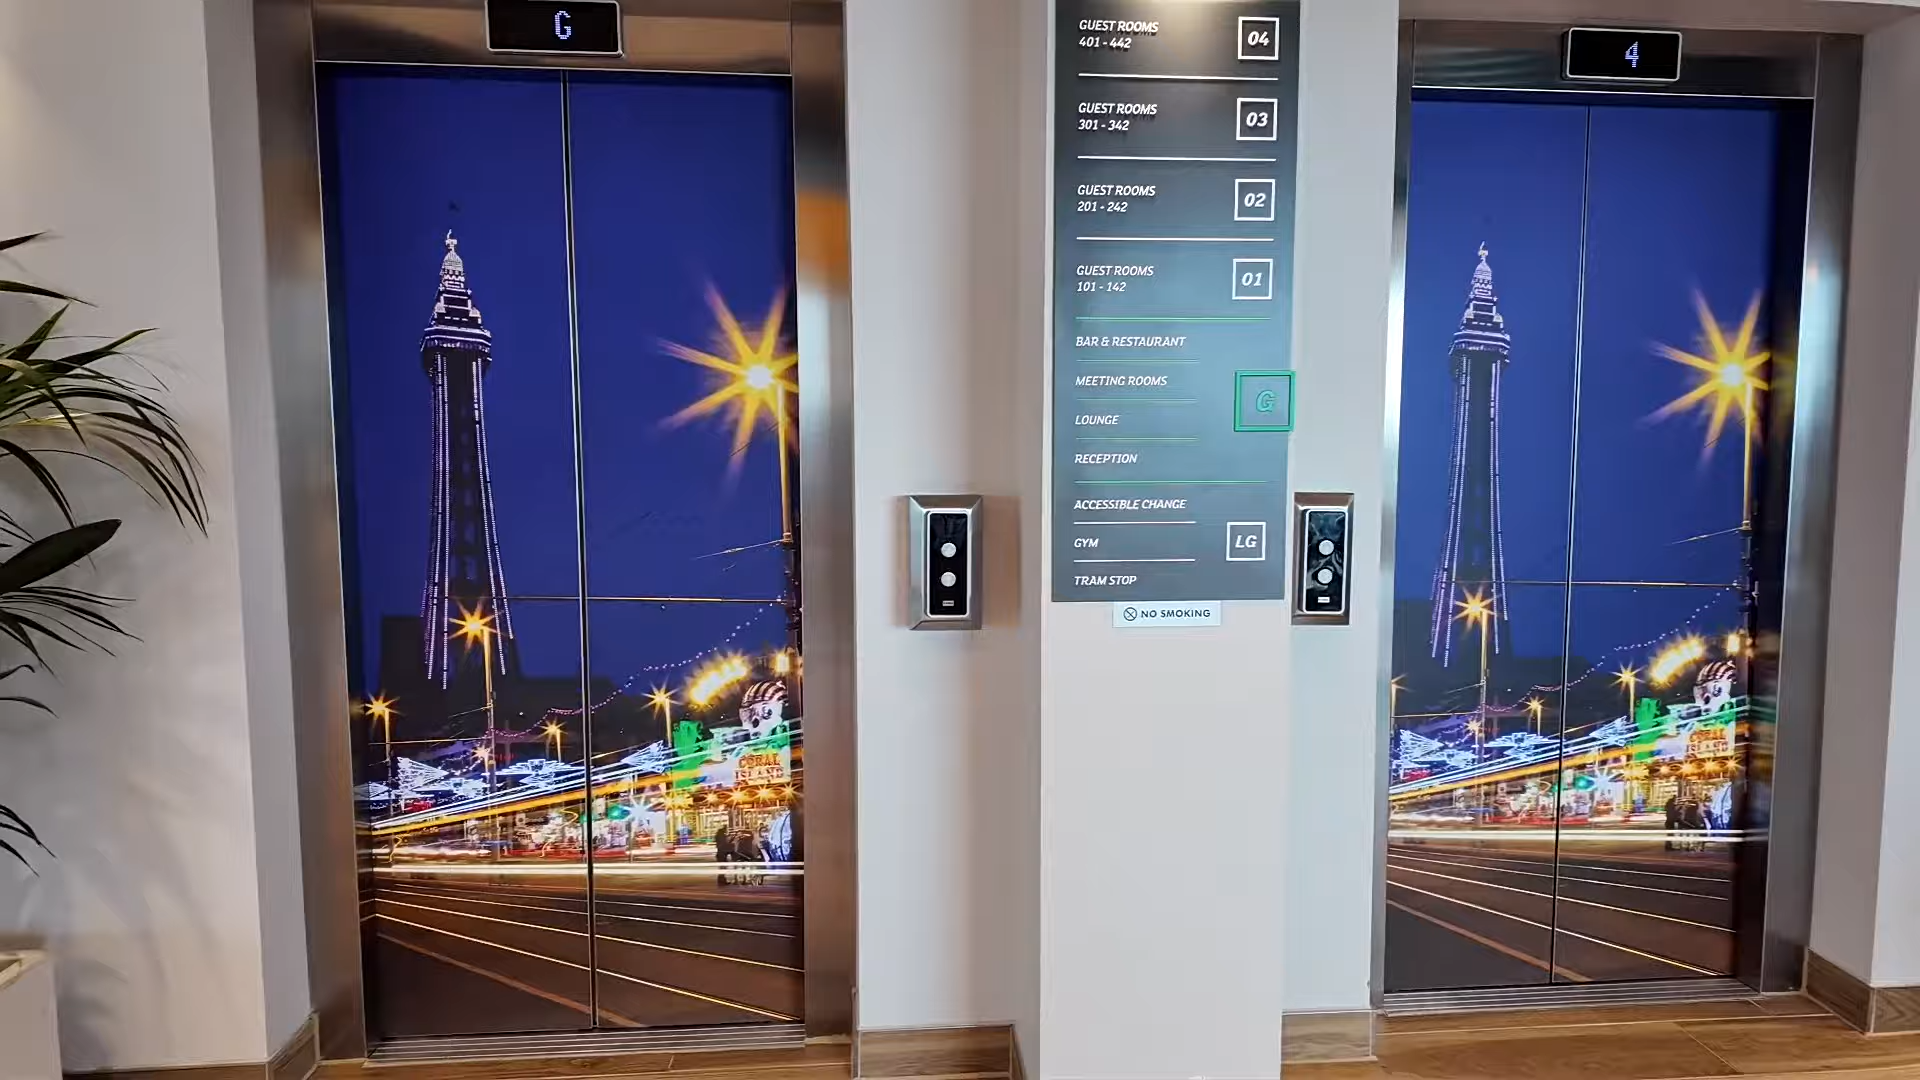 G
GUEST ROOMS
401 - 442
04
GUEST ROOMS
301 - 342
03
GUEST ROOMS
201 - 242
02
GUEST ROOMS
101 - 142
01
BAR & RESTAURANT
MEETING ROOMS
LOUNGE
RECEPTION
G
ACCESSIBLE CHANGE
GYM
TRAM STOP
LG
NO SMOKING
4
CORAL
ISLAND
CORAL
ISLAND